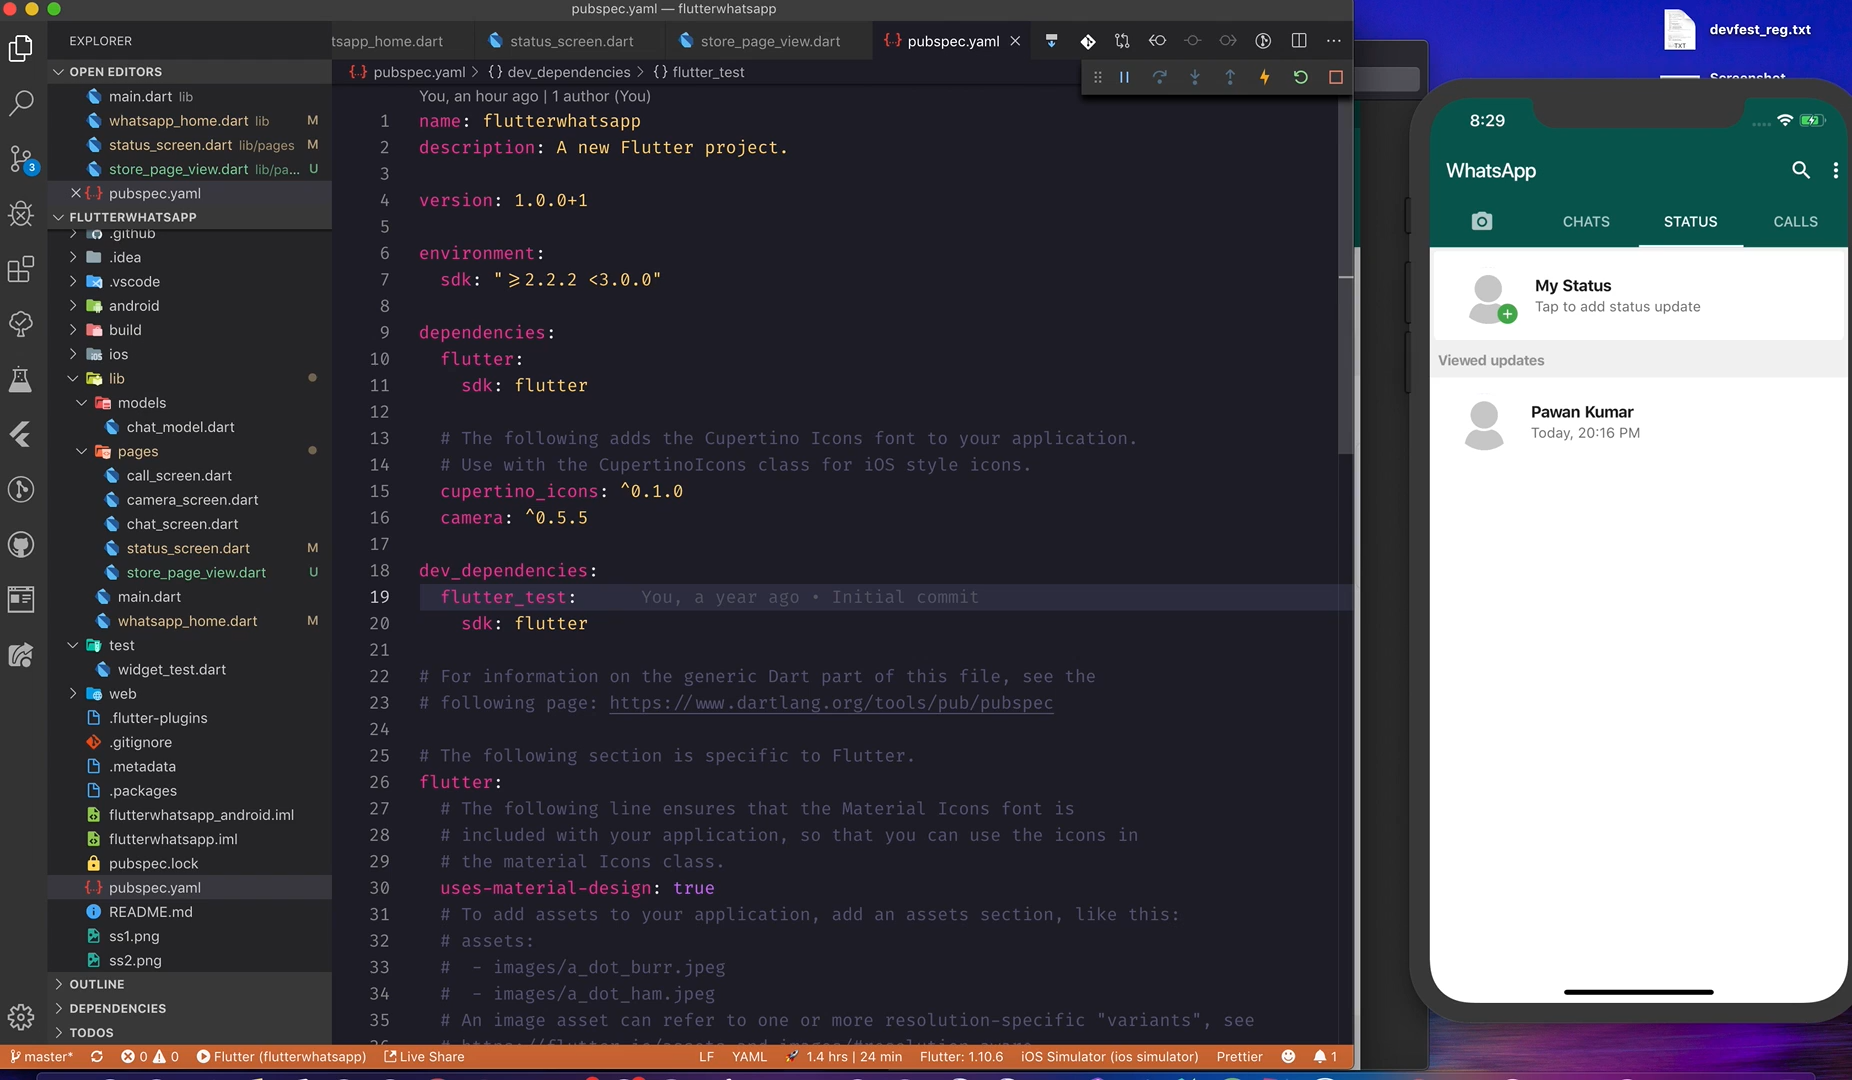 pubspec.yaml — flutterwhatsapp
devfest_reg.txt
TXT
Screenshot
EXPLORER
OPEN EDITORS
main.dart lib
whatsapp_home.dart lib M
status_screen.dart lib/pages M
store_page_view.dart lib/pa... U
pubspec.yaml
FLUTTERWHATSAPP
.github
.idea
.vscode
android
build
ios
lib
models
chat_model.dart
pages
call_screen.dart
camera_screen.dart
chat_screen.dart
status_screen.dart M
store_page_view.dart U
main.dart
whatsapp_home.dart M
test
widget_test.dart
web
.flutter-plugins
.gitignore
.metadata
.packages
flutterwhatsapp_android.iml
flutterwhatsapp.iml
pubspec.lock
pubspec.yaml
README.md
ss1.png
ss2.png
OUTLINE
DEPENDENCIES
TODOS
3
tsapp_home.dart status_screen.dart store_page_view.dart pubspec.yaml
pubspec.yaml > {} dev_dependencies > {} flutter_test
You, an hour ago | 1 author (You)
1 name: flutterwhatsapp
2 description: A new Flutter project.
3
4 version: 1.0.0+1
5
6 environment:
7 sdk: ">=2.2.2 <3.0.0"
8
9 dependencies:
10 flutter:
11 sdk: flutter
12
13 # The following adds the Cupertino Icons font to your application.
14 # Use with the CupertinoIcons class for iOS style icons.
15 cupertino_icons: ^0.1.0
16 camera: ^0.5.5
17
18 dev_dependencies:
19 flutter_test: You, a year ago • Initial commit
20 sdk: flutter
21
22 # For information on the generic Dart part of this file, see the
23 # following page: https://www.dartlang.org/tools/pub/pubspec
24
25 # The following section is specific to Flutter.
26 flutter:
27 # The following line ensures that the Material Icons font is
28 # included with your application, so that you can use the icons in
29 # the material Icons class.
30 uses-material-design: true
31 # To add assets to your application, add an assets section, like this:
32 # assets:
33 # - images/a_dot_burr.jpeg
34 # - images/a_dot_ham.jpeg
35 # An image asset can refer to one or more resolution-specific "variants", see
8:29
WhatsApp
CHATS STATUS CALLS
My Status
Tap to add status update
Viewed updates
Pawan Kumar
Today, 20:16 PM
master* 0 0 Flutter (flutterwhatsapp) Live Share LF YAML 1.4 hrs | 24 min Flutter: 1.10.6 iOS Simulator (ios simulator) Prettier 1